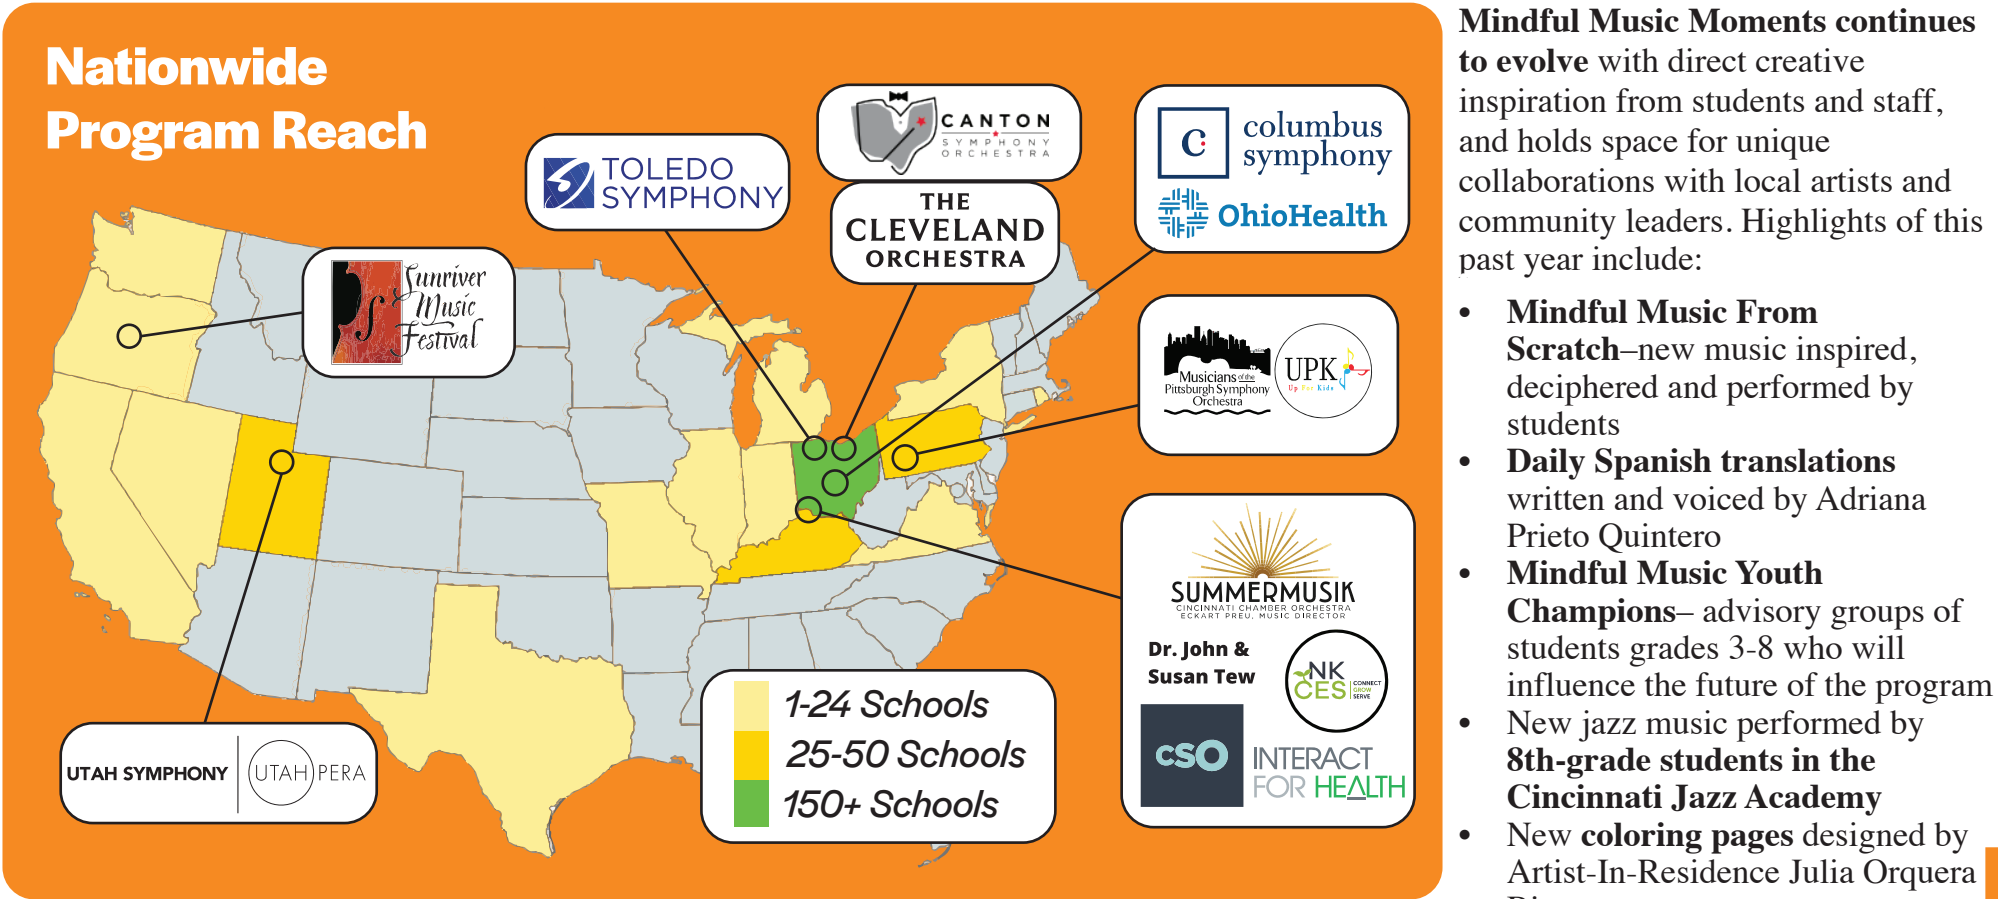 Nationwide
Program Reach
TOLEDO
SYMPHONY
CANTON
SYMPHONY
ORCHESTRA
THE
CLEVELAND
ORCHESTRA
columbus
symphony
OhioHealth
Sunriver
Music
Festival
Musicians of the
Pittsburgh Symphony
Orchestra
UPK
Up For Kids
SUMMERMUSIK
CINCINNATI CHAMBER ORCHESTRA
ECKART PREU, MUSIC DIRECTOR
Dr. John &
Susan Tew
NK
CES
CONNECT
GROW
SERVE
cso
INTERACT
FOR HEALTH
UTAH SYMPHONY
UTAH OPERA
1-24 Schools
25-50 Schools
150+ Schools
Mindful Music Moments continues
to evolve with direct creative
inspiration from students and staff,
and holds space for unique
collaborations with local artists and
community leaders. Highlights of this
past year include:
• Mindful Music From
Scratch–new music inspired,
deciphered and performed by
students
• Daily Spanish translations
written and voiced by Adriana
Prieto Quintero
• Mindful Music Youth
Champions– advisory groups of
students grades 3-8 who will
influence the future of the program
• New jazz music performed by
8th-grade students in the
Cincinnati Jazz Academy
• New coloring pages designed by
Artist-In-Residence Julia Orquera